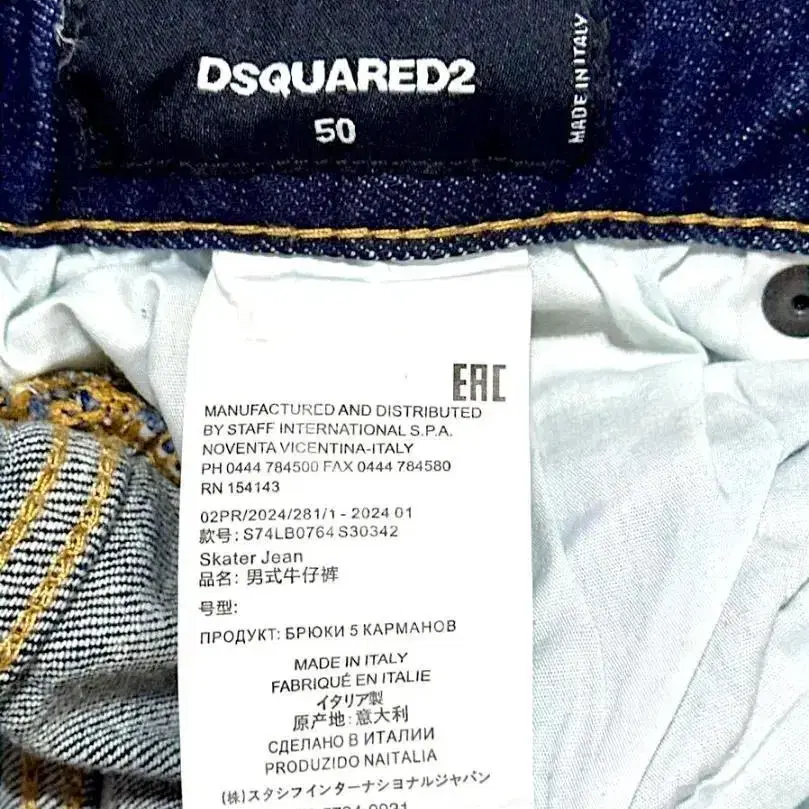 DSQUARED2
50
MADE IN ITALY
EAC
MANUFACTURED AND DISTRIBUTED
BY STAFF INTERNATIONAL S.P.A.
NOVENTA VICENTINA-ITALY
PH 0444 784500 FAX 0444 784580
RN 154143
02PR/2024/281/1 - 2024 01
款号: S74LB0764 S30342
Skater Jean
品名: 男式牛仔裤
号型:
ПРОДУКТ: БРЮКИ 5 КАРМАНОВ
MADE IN ITALY
FABRIQUÉ EN ITALIE
イタリア製
原产地: 意大利
СДЕЛАНО В ИТАЛИИ
PRODUZIDO NAITALIA
(株) スタッフインターナショナルジャパン